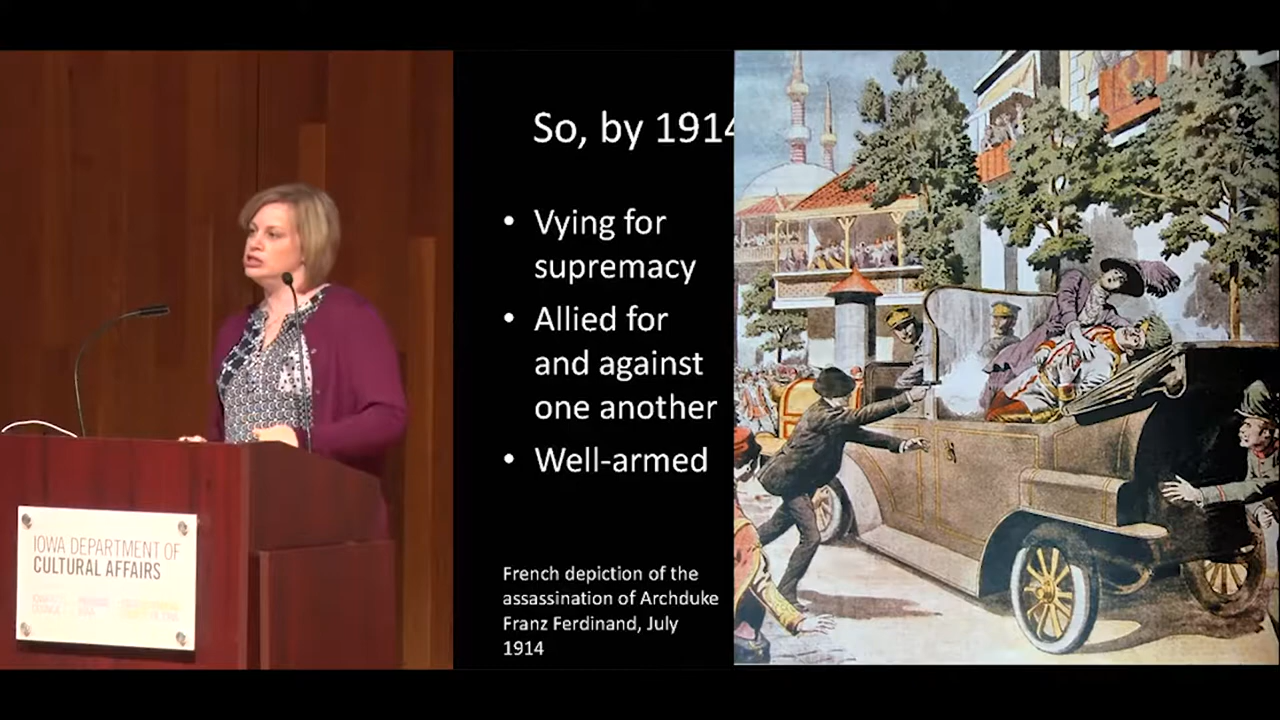 IOWA DEPARTMENT OF
CULTURAL AFFAIRS
So, by 1914
• Vying for
supremacy
• Allied for
and against
one another
• Well-armed
French depiction of the
assassination of Archduke
Franz Ferdinand, July
1914